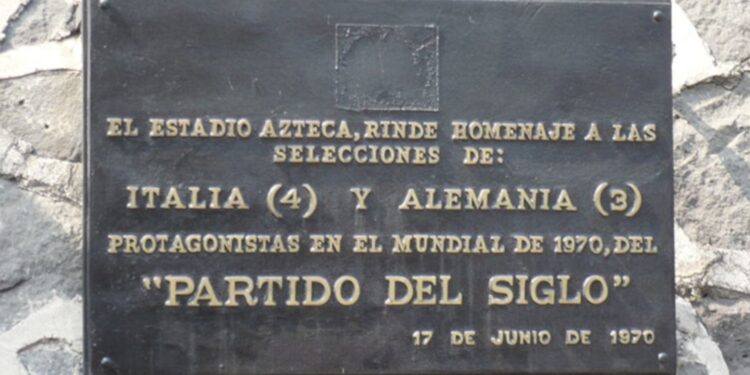 EL ESTADIO AZTECA, RINDE HOMENAJE A LAS
SELECCIONES DE:
ITALIA (4) Y ALEMANIA (3)
PROTAGONISTAS EN EL MUNDIAL DE 1970, DEL
"PARTIDO DEL SIGLO"
17 DE JUNIO DE 1970